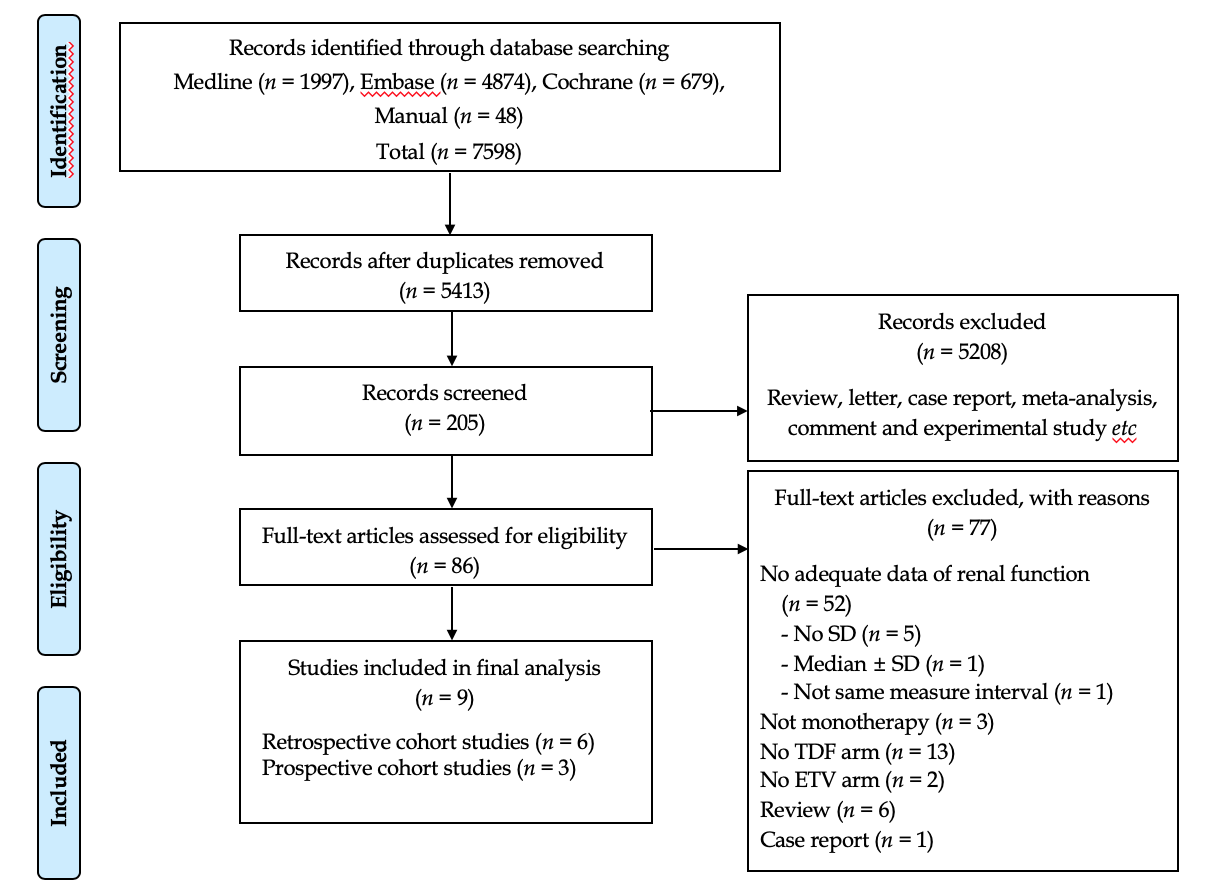 Identification
Records identified through database searching
Medline (n = 1997), Embase (n = 4874), Cochrane (n = 679),
Manual (n = 48)
Total (n = 7598)
Screening
Records after duplicates removed
(n = 5413)
Records screened
(n = 205)
Records excluded
(n = 5208)
Review, letter, case report, meta-analysis,
comment and experimental study etc
Eligibility
Full-text articles assessed for eligibility
(n = 86)
Full-text articles excluded, with reasons
(n = 77)
No adequate data of renal function
(n = 52)
- No SD (n = 5)
- Median ± SD (n = 1)
- Not same measure interval (n = 1)
Not monotherapy (n = 3)
No TDF arm (n = 13)
No ETV arm (n = 2)
Review (n = 6)
Case report (n = 1)
Included
Studies included in final analysis
(n = 9)
Retrospective cohort studies (n = 6)
Prospective cohort studies (n = 3)